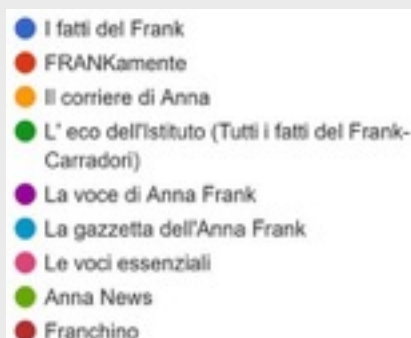 I fatti del Frank
FRANKamente
Il corriere di Anna
L' eco dell'Istituto (Tutti i fatti del Frank-
Carradori)
La voce di Anna Frank
La gazzetta dell'Anna Frank
Le voci essenziali
Anna News
Franchino